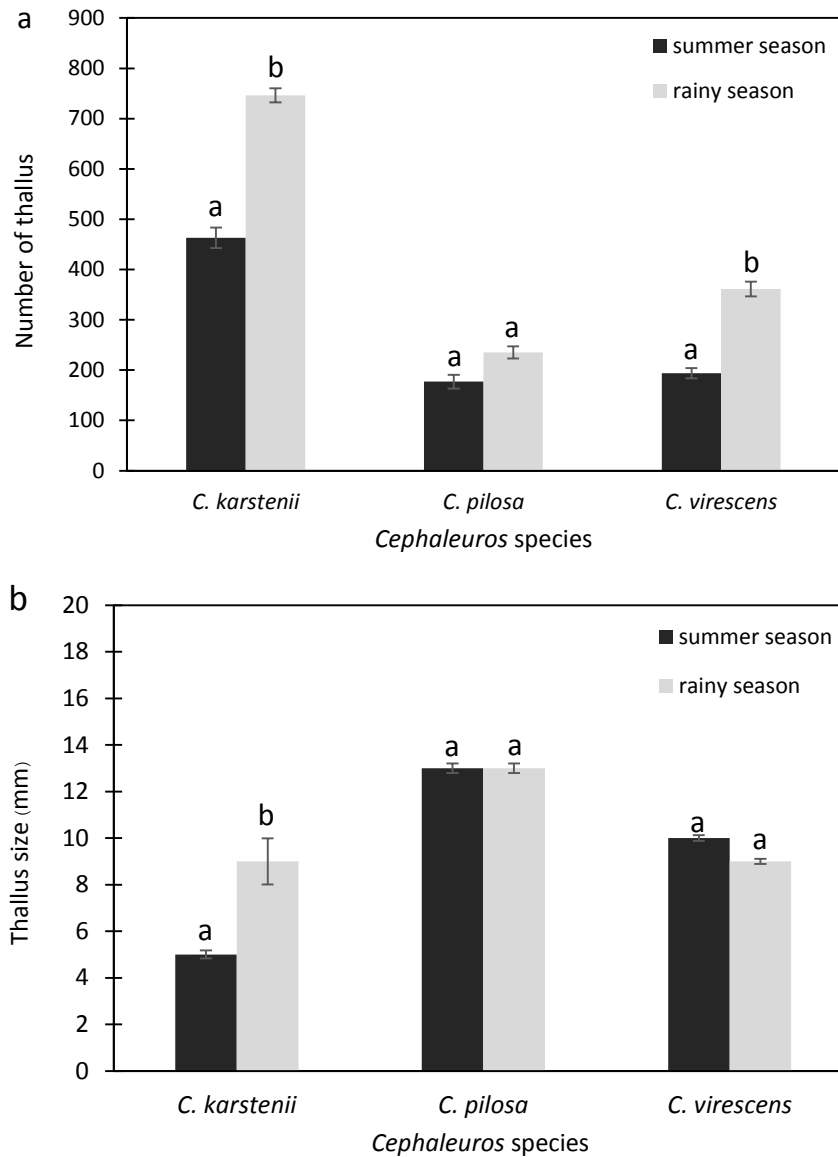 a
900
800
700
600
500
400
300
200
100
0
Number of thallus
summer season
rainy season
a
b
a
a
a
b
C. karstenii
C. pilosa
C. virescens
Cephaleuros species
b
20
18
16
14
12
10
8
6
4
2
0
Thallus size (mm)
summer season
rainy season
a
b
a
a
a
a
C. karstenii
C. pilosa
C. virescens
Cephaleuros species